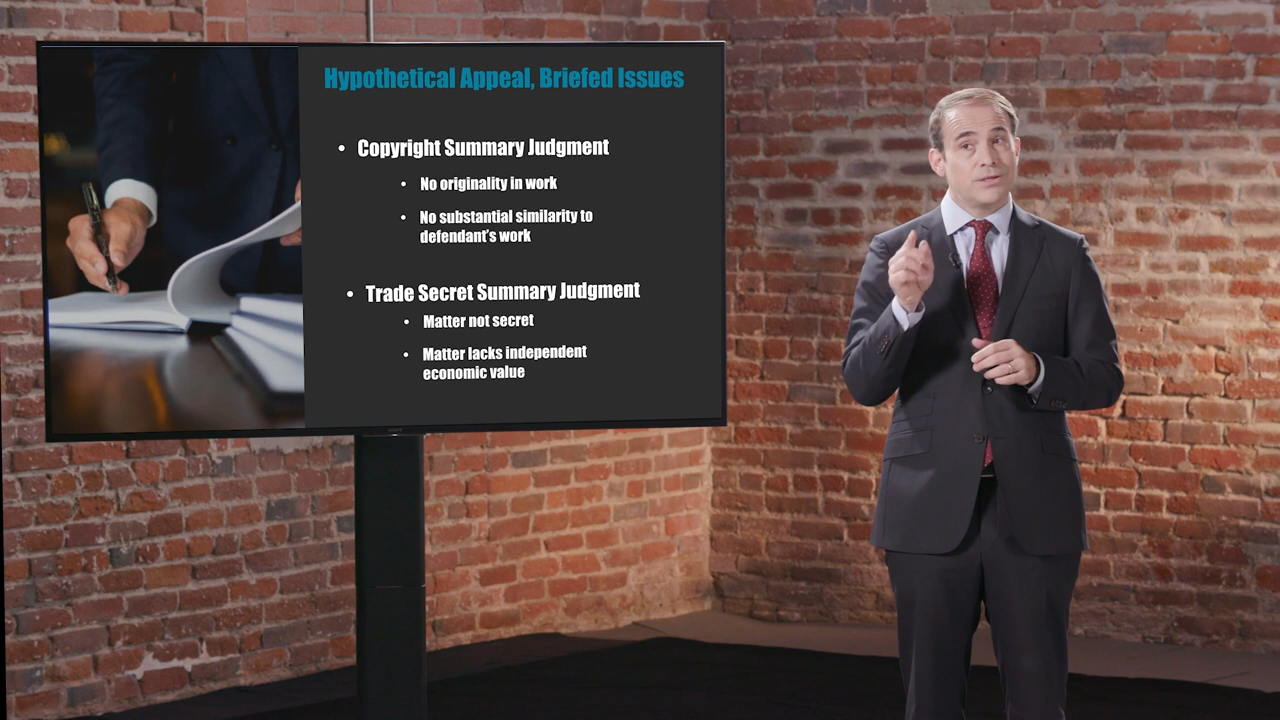 Hypothetical Appeal, Briefed Issues
• Copyright Summary Judgment
• No originality in work
• No substantial similarity to
defendant's work
• Trade Secret Summary Judgment
• Matter not secret
• Matter lacks independent
economic value